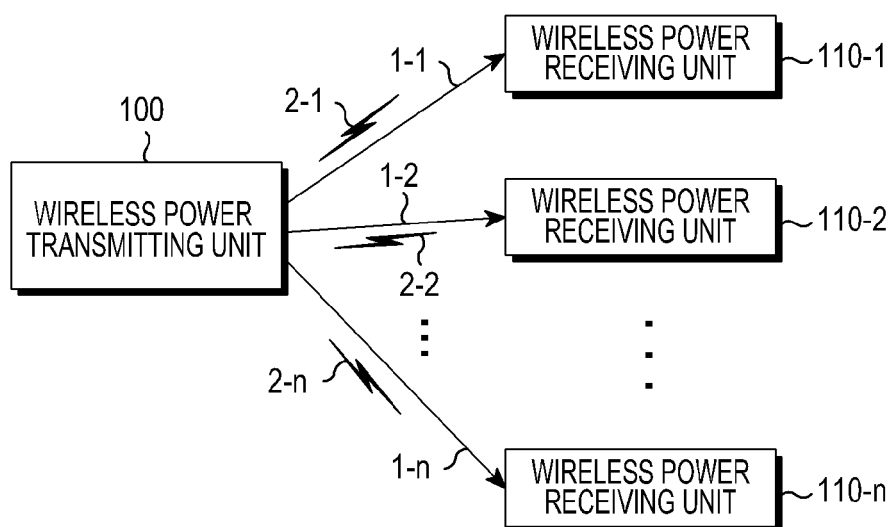 WIRELESS POWER
RECEIVING UNIT
110-1
1-1
2-1
100
WIRELESS POWER
TRANSMITTING UNIT
1-2
2-2
WIRELESS POWER
RECEIVING UNIT
110-2
2-n
1-n
WIRELESS POWER
RECEIVING UNIT
110-n